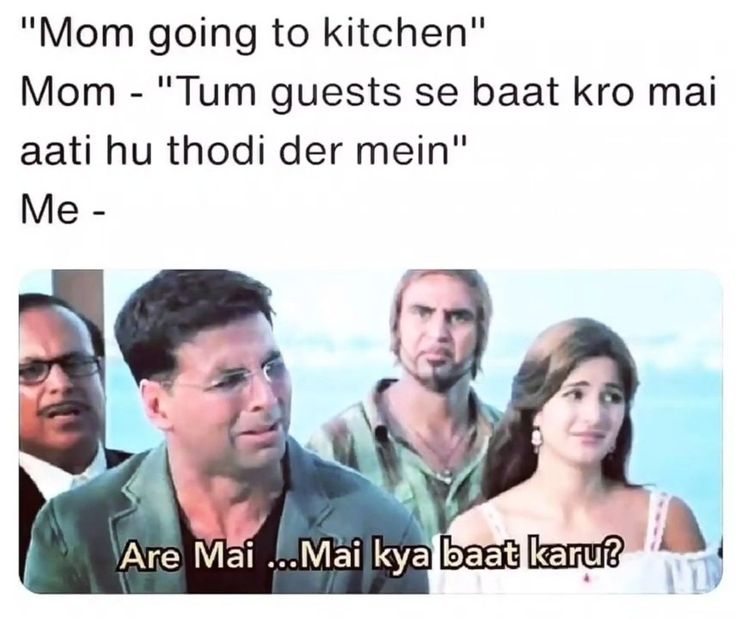 "Mom going to kitchen"
Mom - "Tum guests se baat kro mai
aati hu thodi der mein"
Me -
Are Mai ...Mai kya baat karu?